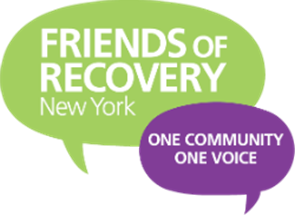 FRIENDS OF
RECOVERY
New York
ONE COMMUNITY
ONE VOICE